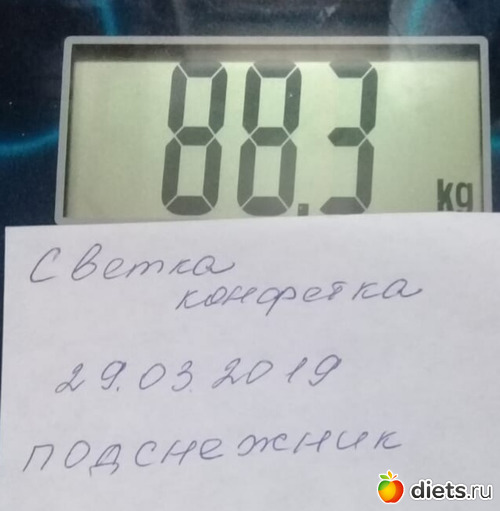 88.3 kg
Светка
конфетка
29.03.2019
подснежник
diets.ru